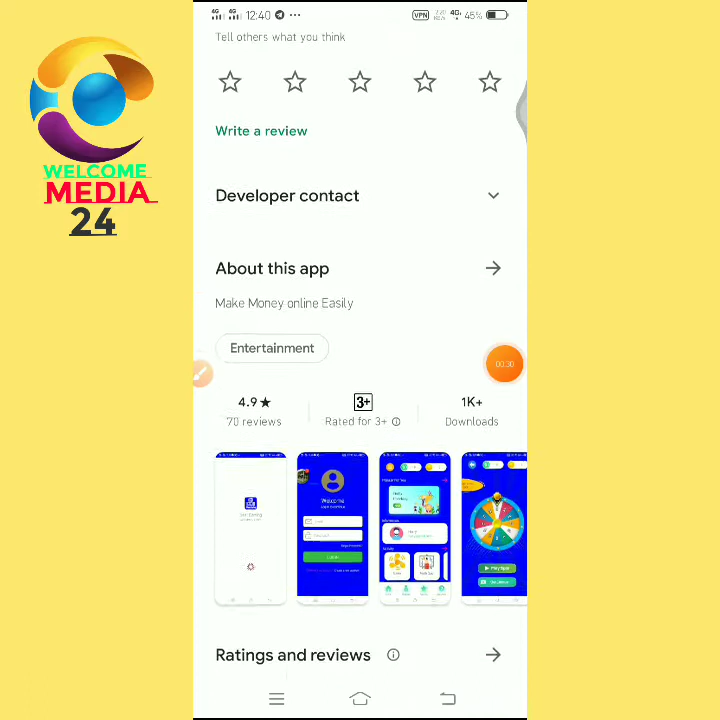 12:40
VPN
45%
Tell others what you think
WELCOME
MEDIA
24
Write a review
Developer contact
About this app
Make Money online Easily
Entertainment
00:30
4.9★
3+
1K+
70 reviews
Rated for 3+
Downloads
Welcome
Ratings and reviews